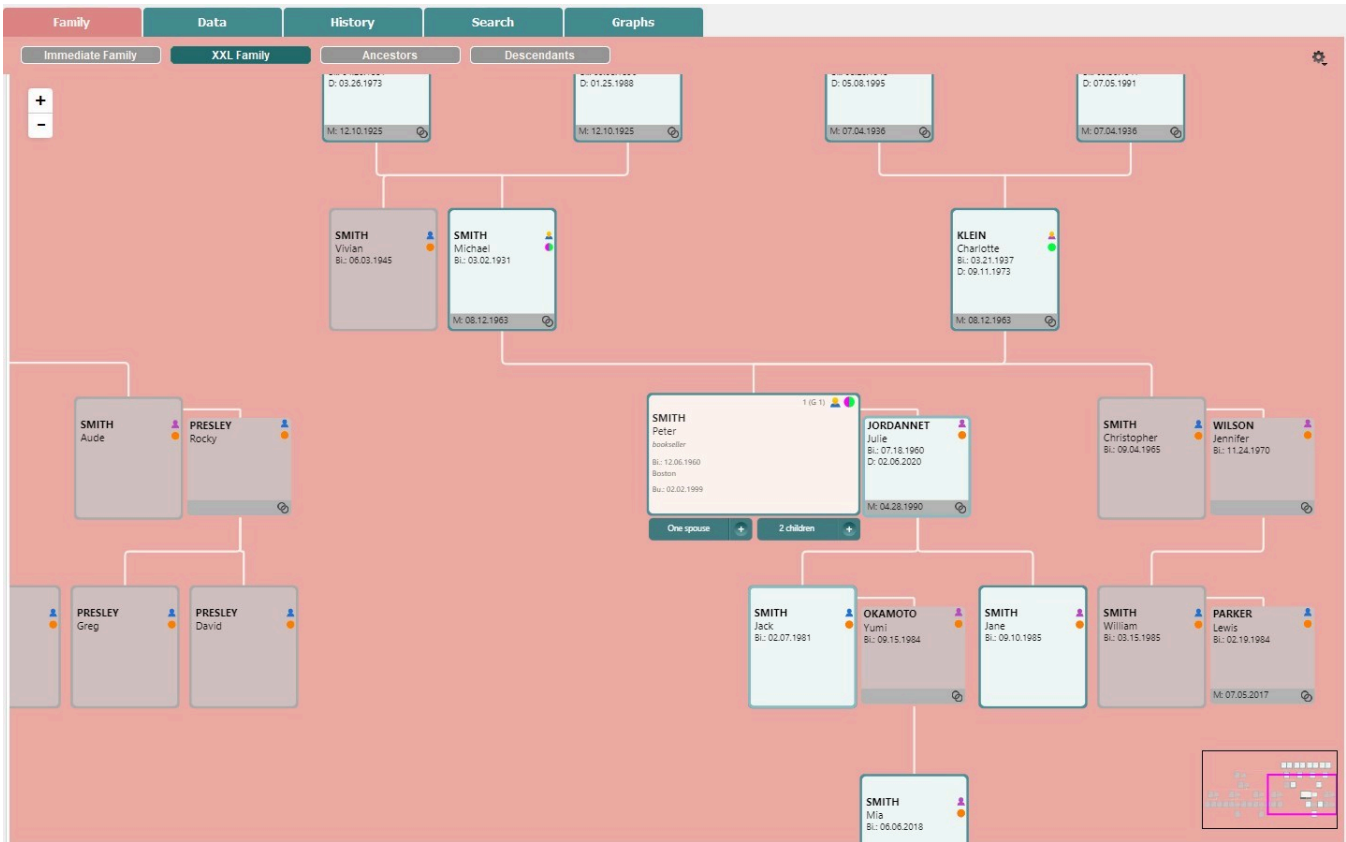 Family
Data
History
Search
Graphs
Immediate Family
XXL Family
Ancestors
Descendants
+
−
D: 03.26.1973
M: 12.10.1925
D: 01.25.1988
M: 12.10.1925
D: 05.08.1995
M: 07.04.1936
D: 07.05.1991
M: 07.04.1936
SMITH
Vivian
Bi.: 06.03.1945
SMITH
Michael
Bi.: 03.02.1931
M: 08.12.1963
KLEIN
Charlotte
Bi.: 03.21.1937
D: 09.11.1973
M: 08.12.1963
SMITH
Aude
PRESLEY
Rocky
1 (G 1)
SMITH
Peter
bookseller
Bi.: 12.06.1960
Boston
Bu.: 02.02.1999
One spouse +
2 children +
JORDANNET
Julie
Bi.: 07.18.1960
D: 02.06.2020
M: 04.28.1990
SMITH
Christopher
Bi.: 09.04.1965
WILSON
Jennifer
Bi.: 11.24.1970
PRESLEY
Greg
PRESLEY
David
SMITH
Jack
Bi.: 02.07.1981
OKAMOTO
Yumi
Bi.: 09.15.1984
SMITH
Jane
Bi.: 09.10.1985
SMITH
William
Bi.: 03.15.1985
PARKER
Lewis
Bi.: 02.19.1984
M: 07.05.2017
SMITH
Mia
Bi.: 06.06.2018